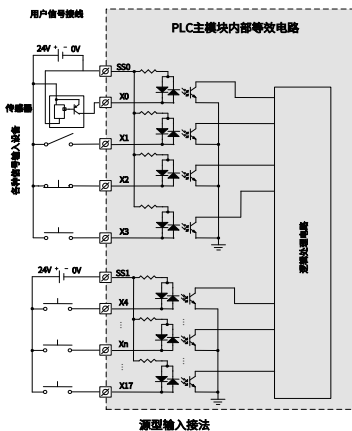 用户信号接线
PLC主模块内部等效电路
24V + - 0V
SS0
传感器
X0
各种信号输入设备
X1
X2
X3
逻辑处理电路
24V + - 0V
SS1
X4
Xn
X17
源型输入接法